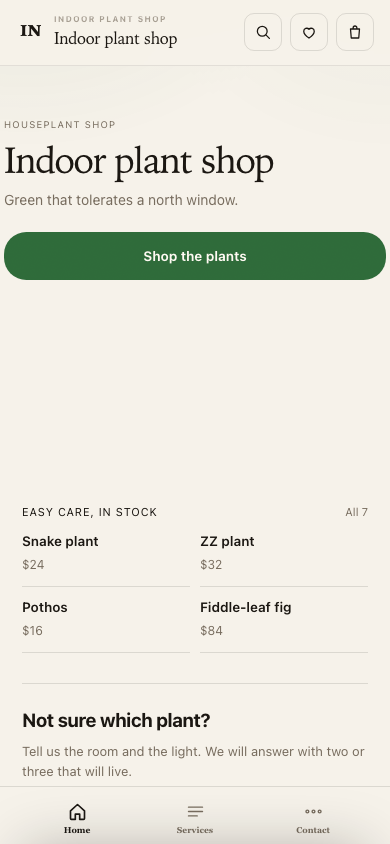 IN
INDOOR PLANT SHOP
Indoor plant shop
HOUSEPLANT SHOP
Indoor plant shop
Green that tolerates a north window.
Shop the plants
EASY CARE, IN STOCK
All 7
Snake plant
$24
ZZ plant
$32
Pothos
$16
Fiddle-leaf fig
$84
Not sure which plant?
Tell us the room and the light. We will answer with two or
three that will live.
Home
Services
Contact